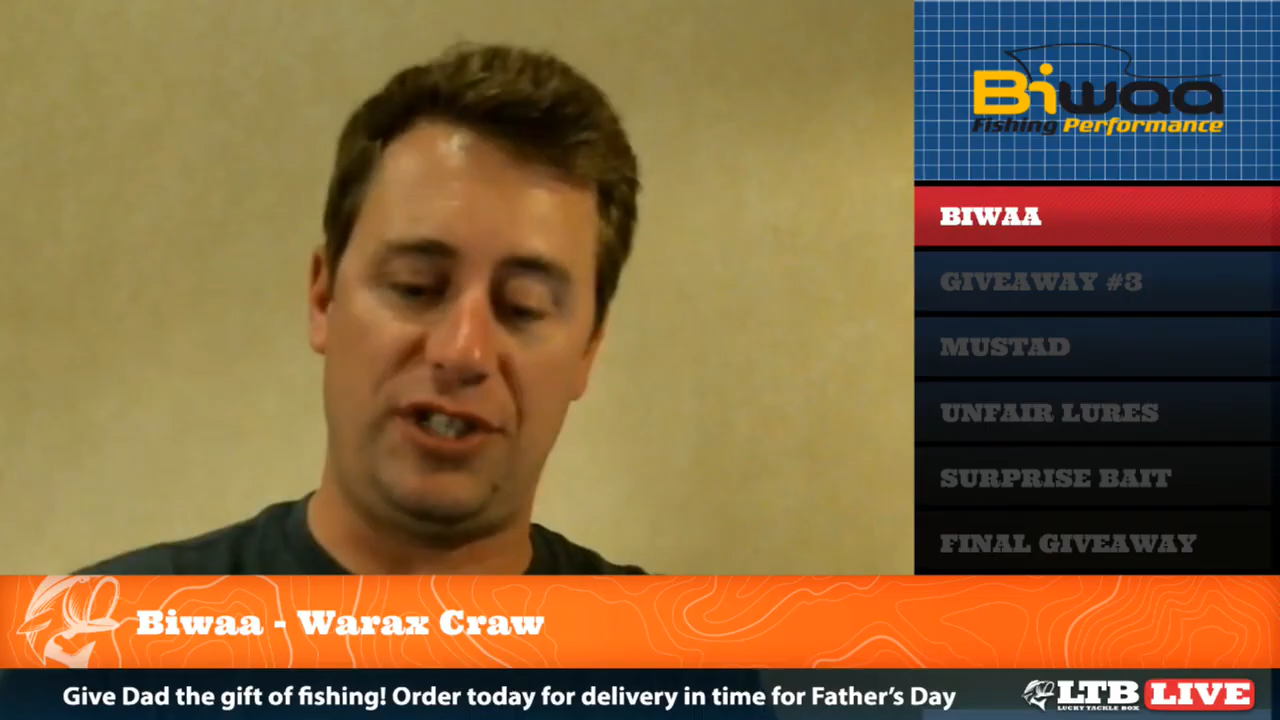 Biwaa
Fishing Performance
BIWAA
GIVEAWAY #3
MUSTAD
UNFAIR LURES
SURPRISE BAIT
FINAL GIVEAWAY
Biwaa - Warax Craw
Give Dad the gift of fishing! Order today for delivery in time for Father's Day
LTB LIVE
LUCKY TACKLE BOX